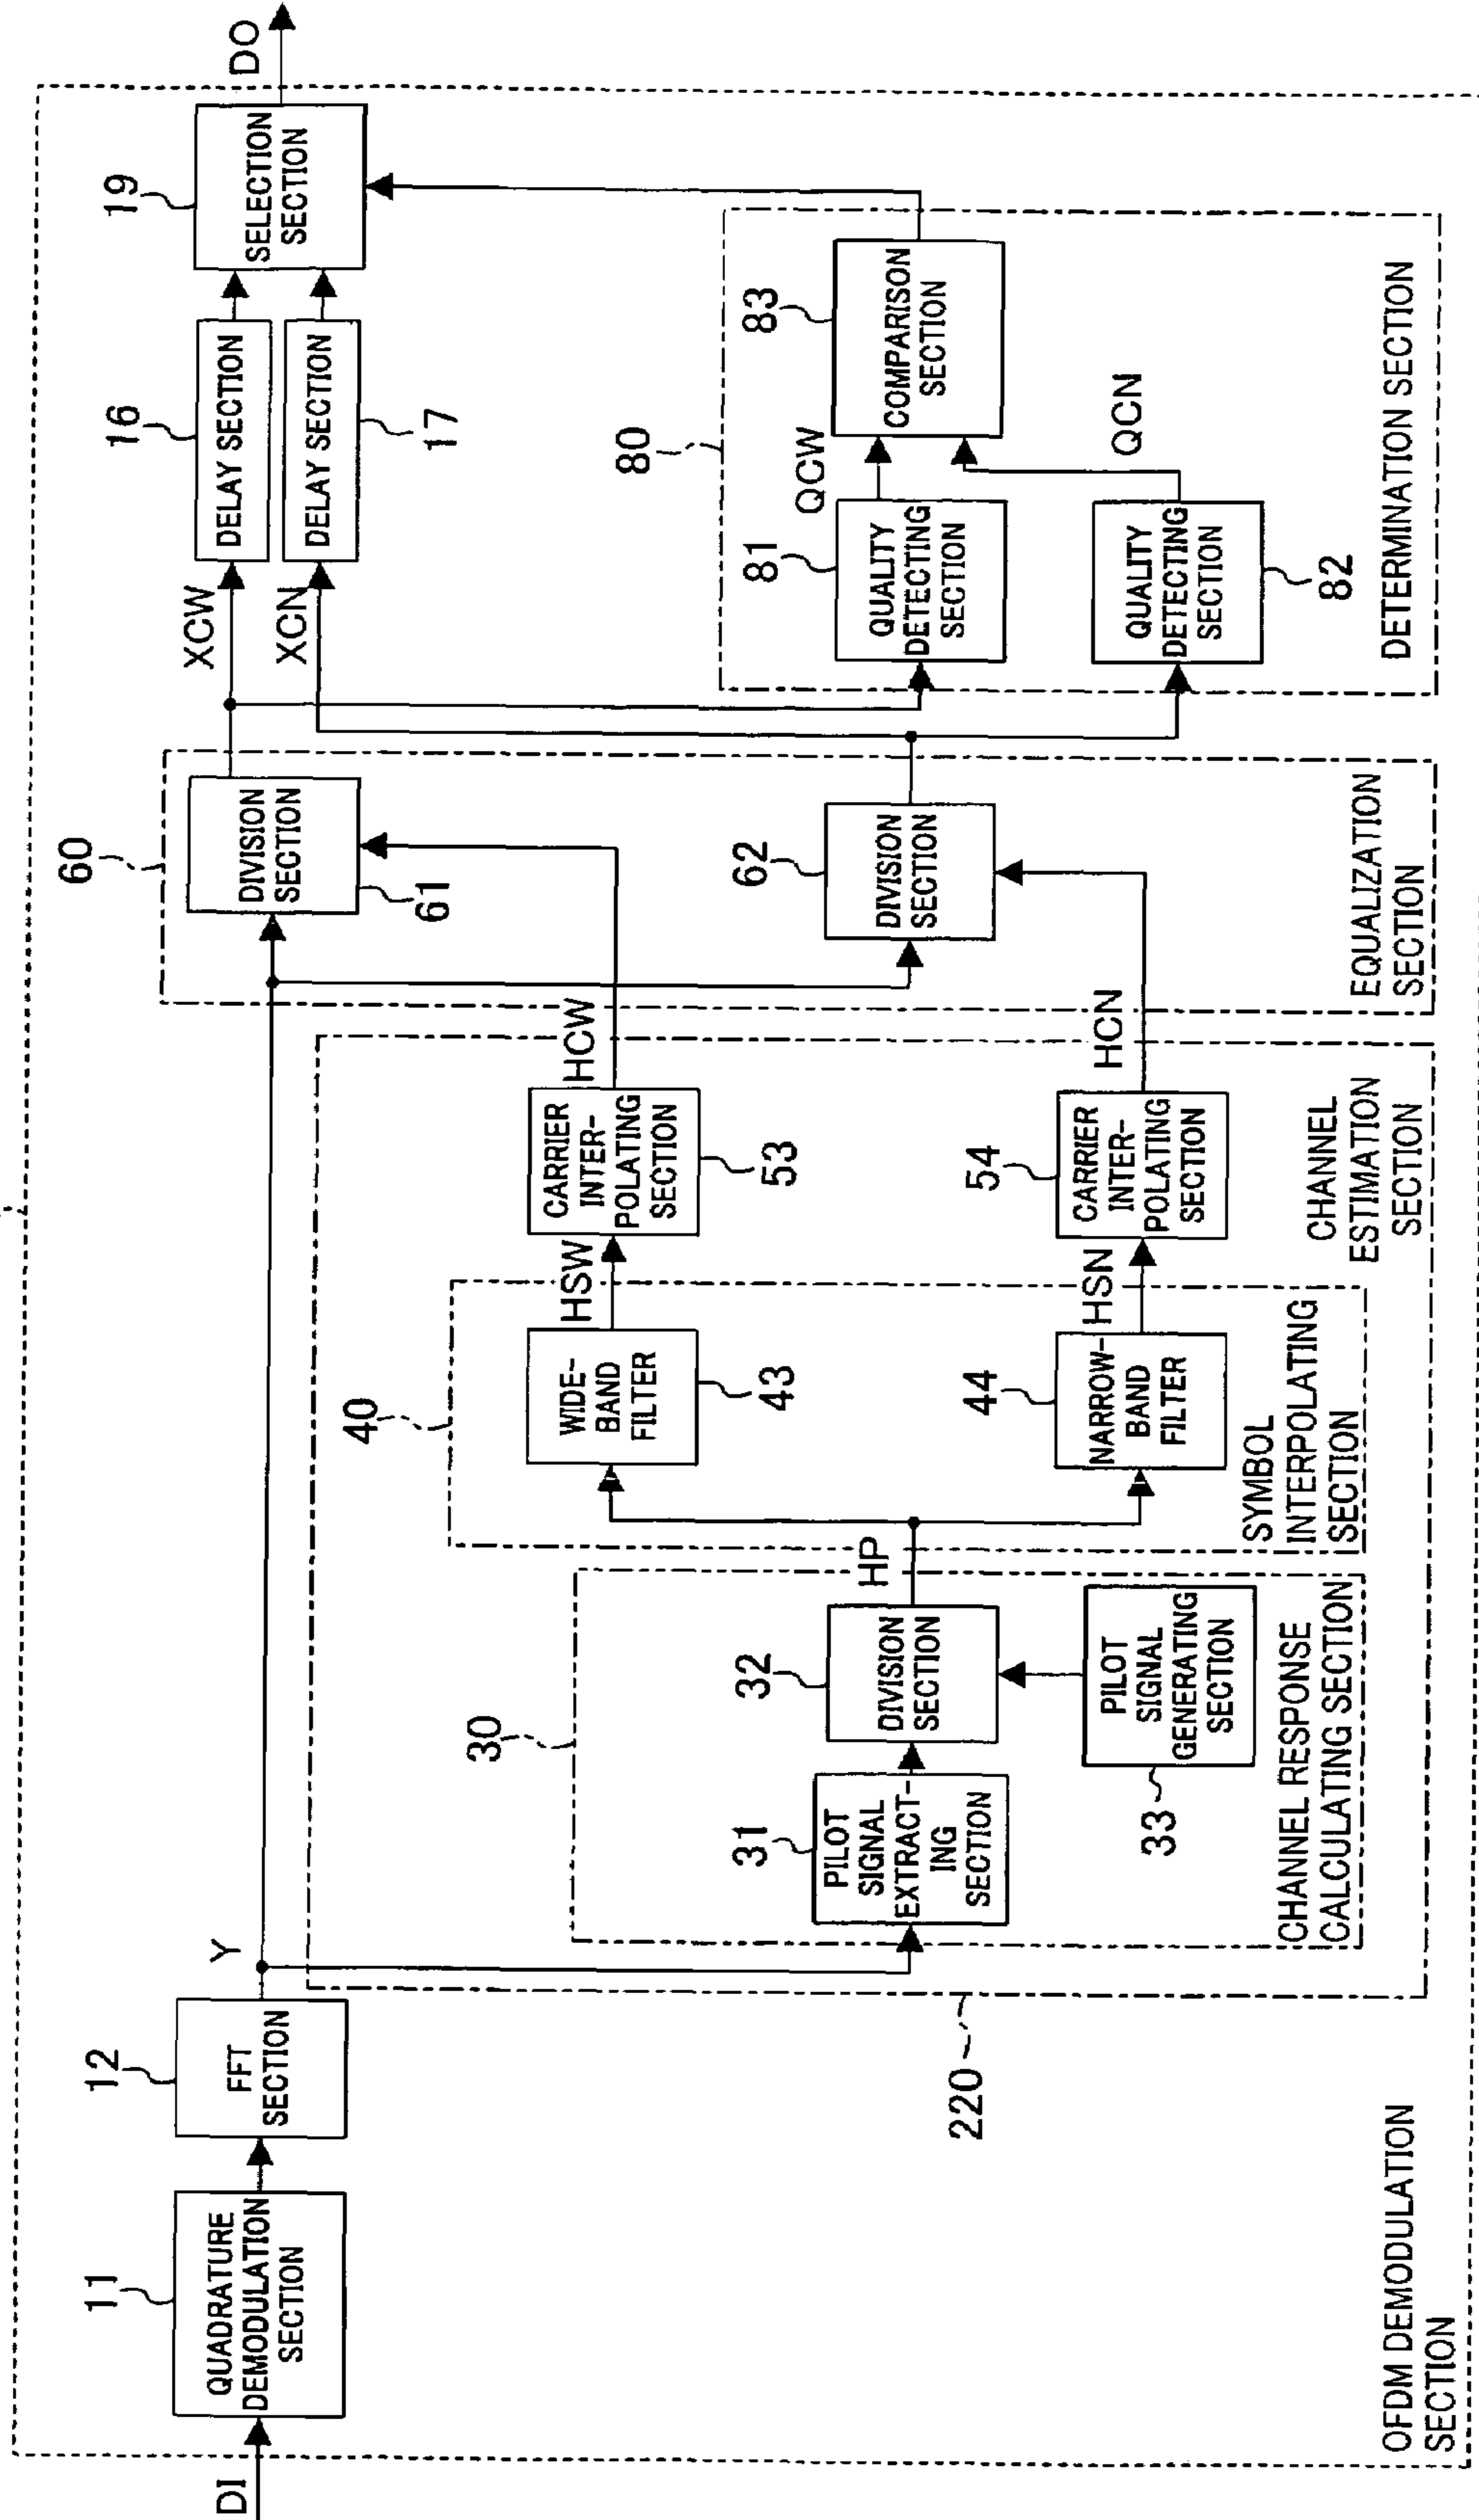 DI
11
QUADRATURE
DEMODULATION
SECTION
12
FFT
SECTION
Y
60
DIVISION
SECTION
61
XCW
XCN
16
DELAY SECTION
DELAY SECTION
17
19
SELECTION
SECTION
DO
220
30
31
PILOT
SIGNAL
EXTRACT-
ING
SECTION
32
DIVISION
SECTION
33
PILOT
SIGNAL
GENERATING
SECTION
CHANNEL RESPONSE
CALCULATING SECTION
HP
40
WIDE-
BAND
FILTER
43
44
NARROW-
BAND
FILTER
SYMBOL
INTERPOLATING
SECTION
HSW
HSN
CARRIER
INTER-
POLATING
SECTION
53
54
CARRIER
INTER-
POLATING
SECTION
HCW
HCN
CHANNEL
ESTIMATION
SECTION
62
DIVISION
SECTION
EQUALIZATION
SECTION
80
81
QUALITY
DETECTING
SECTION
QUALITY
DETECTING
SECTION
82
QCW
QCN
83
COMPARISON
SECTION
DETERMINATION SECTION
OFDM DEMODULATION
SECTION